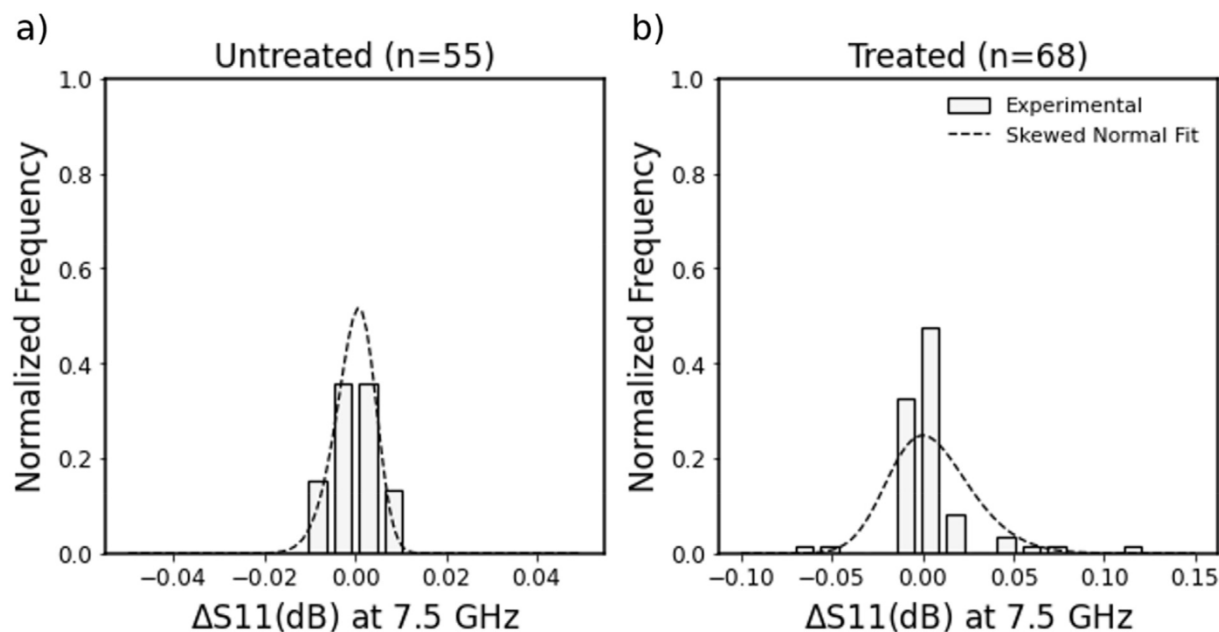 a)
Untreated (n=55)
Normalized Frequency
1.0
0.8
0.6
0.4
0.2
0.0
−0.04 −0.02 0.00 0.02 0.04
ΔS11(dB) at 7.5 GHz
b)
Treated (n=68)
Experimental
Skewed Normal Fit
Normalized Frequency
1.0
0.8
0.6
0.4
0.2
0.0
−0.10 −0.05 0.00 0.05 0.10 0.15
ΔS11(dB) at 7.5 GHz